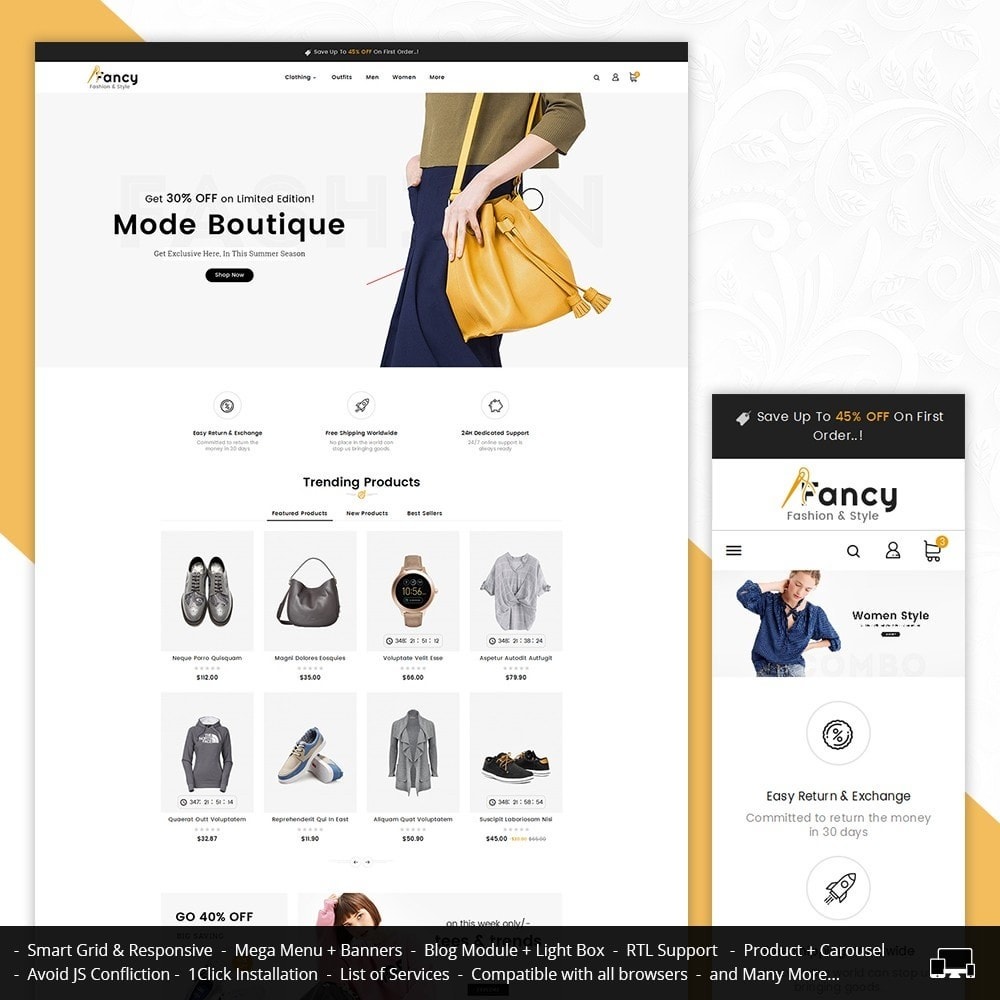 Save Up To 45% OFF On First Order..!
Fancy
Fashion & Style
Clothing Outfits Men Women More
FASHION
Get 30% OFF on Limited Edition!
Mode Boutique
Get Exclusive Here, In This Summer Season
Shop Now
Easy Return & Exchange
Committed to return the
money in 30 days
Free Shipping Worldwide
No place in the world can
stop us bringing goods.
24H Dedicated Support
24/7 online support is
always ready
Trending Products
Featured Products New Products Best Sellers
348: 21 : 51 : 12
348: 21 : 38 : 24
Neque Porro Quisquam
$112.00
Magni Dolores Eosquies
$35.00
Voluptate Velit Esse
$66.00
Aspetur Autodit Autfugit
$79.90
THE NORTH FACE
347: 21 : 51 : 14
348: 21 : 58 : 54
Quaerat Outt Voluptatem
$32.87
Reprehenderit Qui In East
$11.90
Aliquam Quat Voluptatem
$50.90
Suscipit Laboriosam Nisi
$45.00 $65.00
GO 40% OFF
on this week only/-
tees & trends
Save Up To 45% OFF On First
Order..!
Fancy
Fashion & Style
3
Women Style
COMBO
Easy Return & Exchange
Committed to return the money
in 30 days
- Smart Grid & Responsive - Mega Menu + Banners - Blog Module + Light Box - RTL Support - Product + Carousel
- Avoid JS Confliction - 1Click Installation - List of Services - Compatible with all browsers - and Many More...